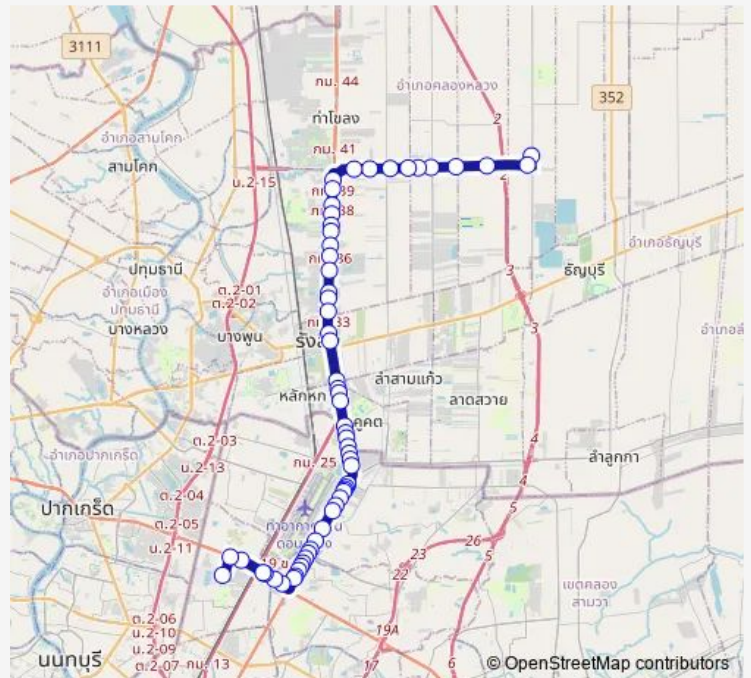 3111
กม. 44
อำเภอคลองหลวง
352
ท่าโขลง
2
อำเภอสามโคก
สามโคก
กม. 41
น.2-15
2
กม. 39
กม. 38
อำเภอธัญบุรี
ปทุมธานี
กม. 36
3
ธัญบุรี
อำเภอเมือง
ปทุมธานี
ต.2-01
ต.2-02
บางหลวง
บางพูน
33
3
หลักหก
ลำสามแก้ว
ลาดสวาย
คูคต
ต.2-03
4
อำเภอปากเกร็ด
น.2-13
กม. 25
ลำลูกกา
4
ต.2-04
ปากเกร็ด
ต.2-05
น.2-11
5
26
5
23
22
เขตคลอง
สามวา
ต.2-06
น.2-10
น.2-09
ต.2-07
กม. 13
19A
17
6
นนทบุรี
© OpenStreetMap contributors